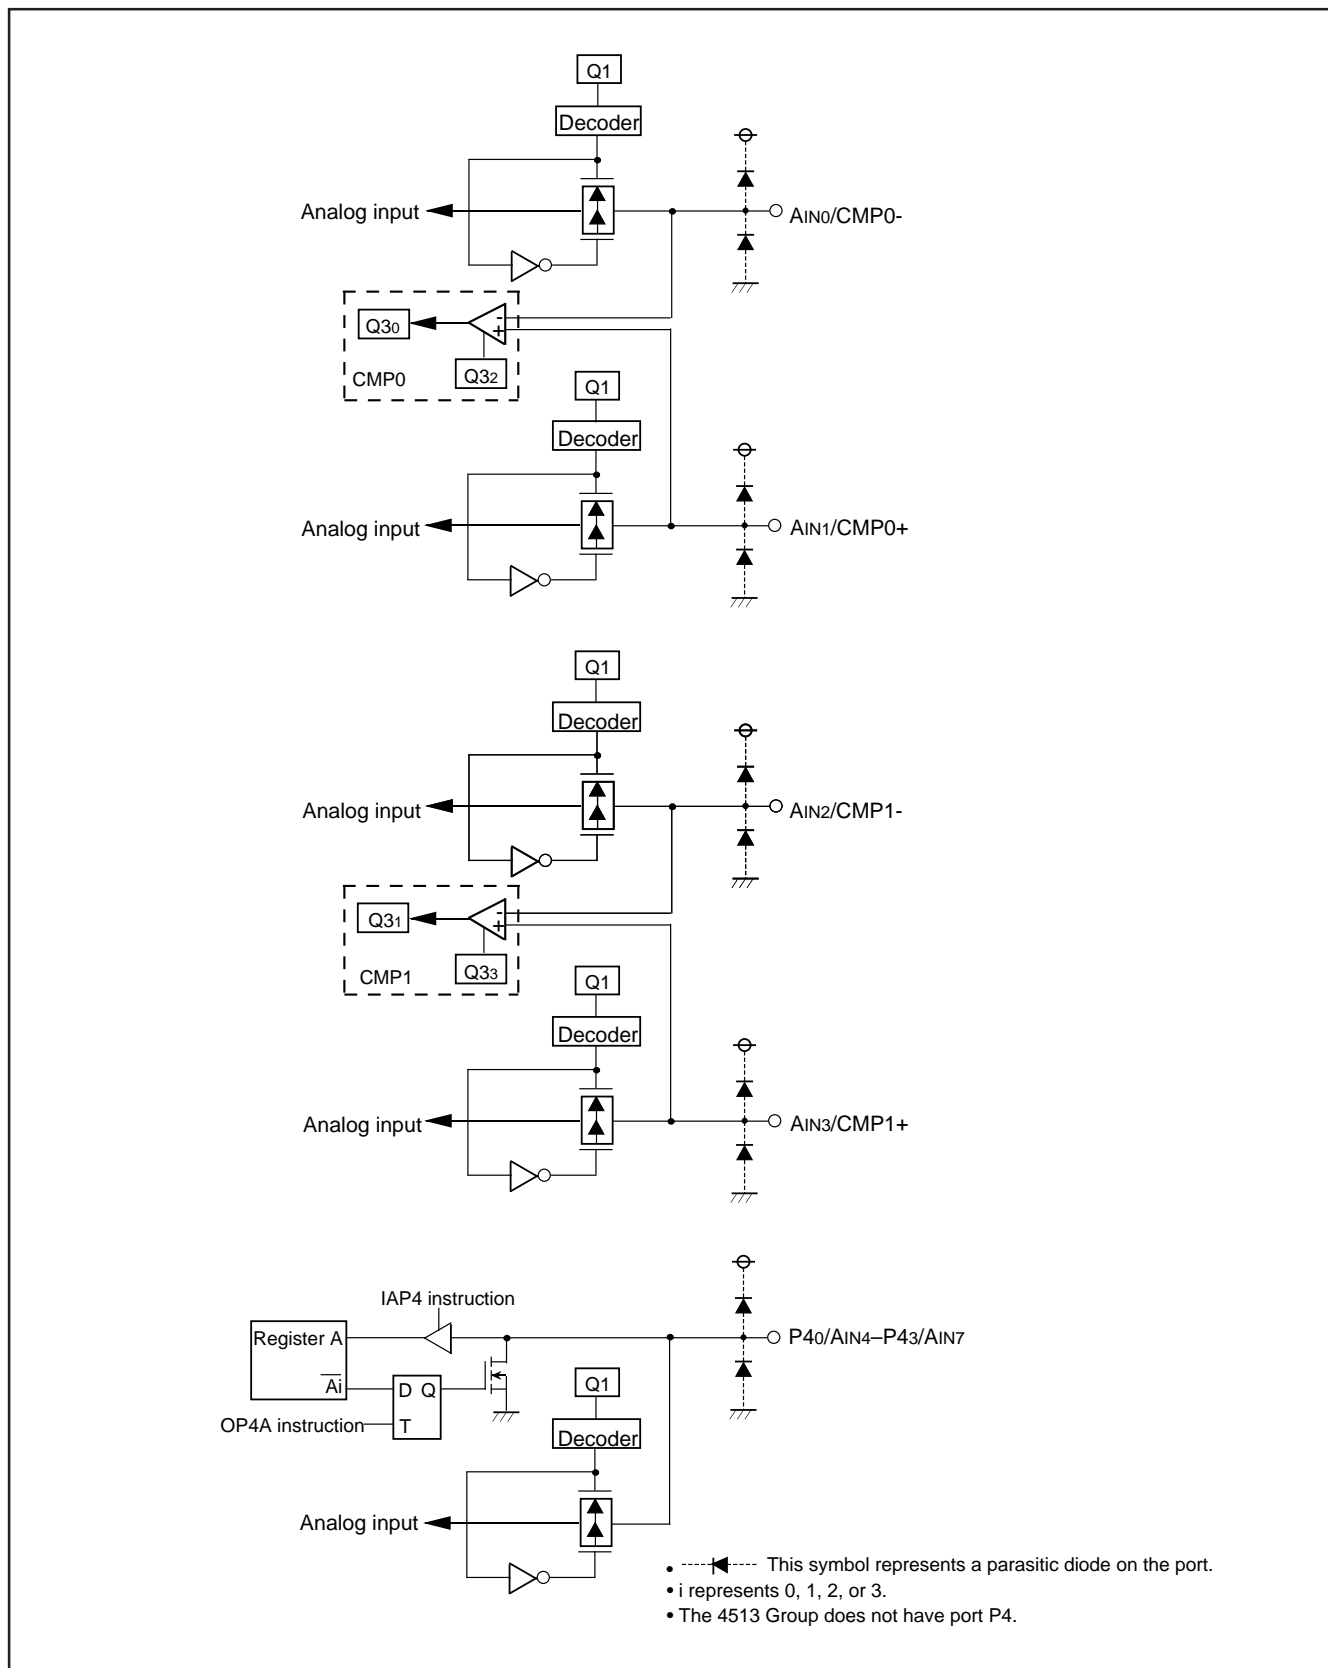 Q1
Decoder
Analog input
AIN0/CMP0-
Q30
-
+
Q32
CMP0
Q1
Decoder
Analog input
AIN1/CMP0+
Q1
Decoder
Analog input
AIN2/CMP1-
Q31
-
+
Q33
CMP1
Q1
Decoder
Analog input
AIN3/CMP1+
IAP4 instruction
Register A
P40/AIN4–P43/AIN7
Ai
D Q
Q1
OP4A instruction
T
Decoder
Analog input
• This symbol represents a parasitic diode on the port.
• i represents 0, 1, 2, or 3.
• The 4513 Group does not have port P4.